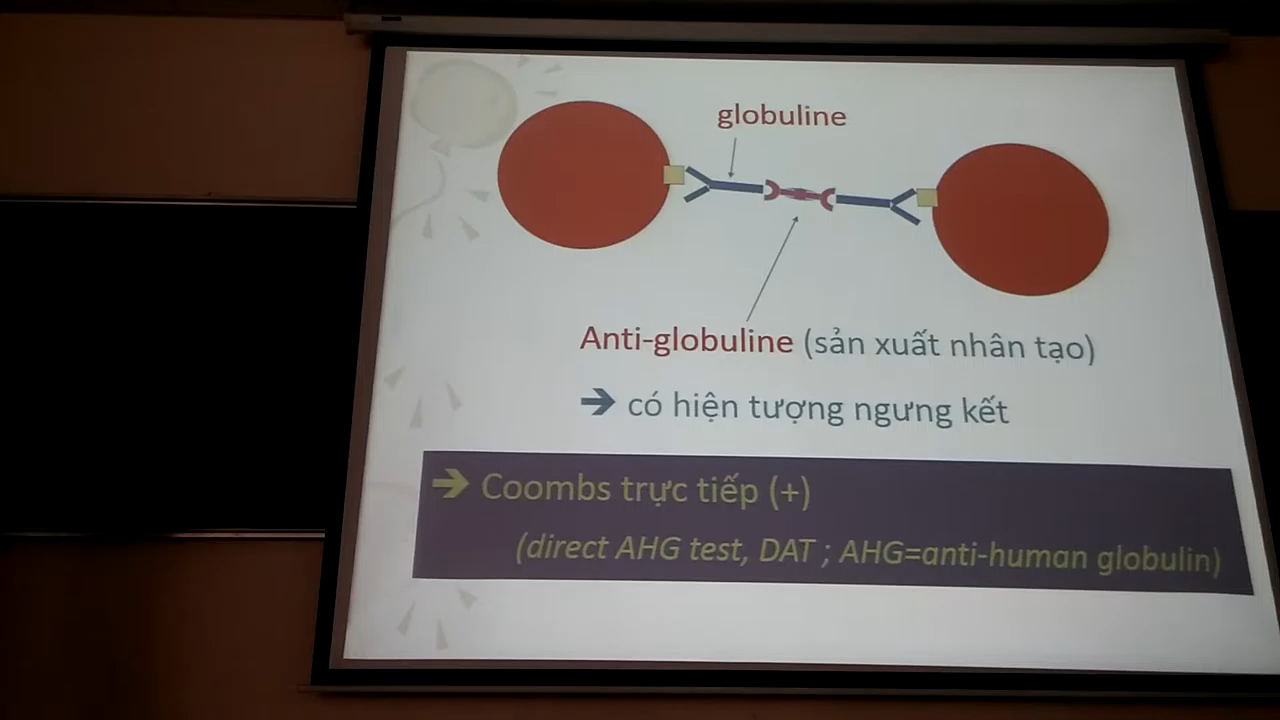 globuline
Anti-globuline (sản xuất nhân tạo)
➔ có hiện tượng ngưng kết
➔ Coombs trực tiếp (+)
(direct AHG test, DAT ; AHG=anti-human globulin)